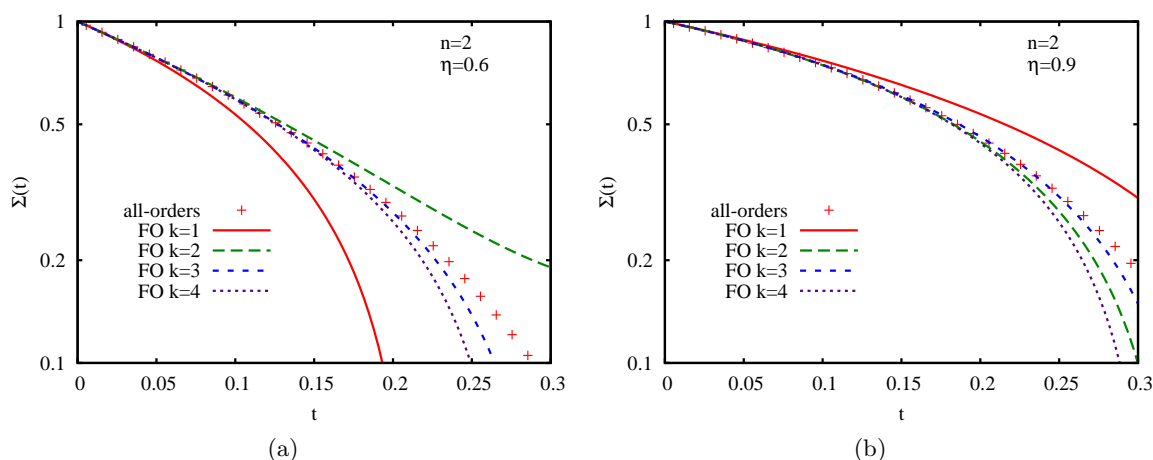 1
0.5
0.2
0.1
Σ(t)
n=2
η=0.6
all-orders
FO k=1
FO k=2
FO k=3
FO k=4
0 0.05 0.1 0.15 0.2 0.25 0.3
t
(a)
1
0.5
0.2
0.1
Σ(t)
n=2
η=0.9
all-orders
FO k=1
FO k=2
FO k=3
FO k=4
0 0.05 0.1 0.15 0.2 0.25 0.3
t
(b)